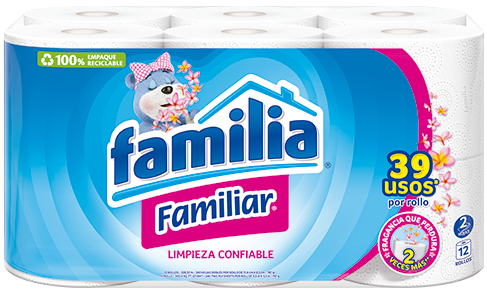 100% EMPAQUE
RECICLABLE
familia®
Familiar®
LIMPIEZA CONFIABLE
39
usos*
por rollo
FRAGANCIA QUE PERDURA
2
VECES MÁS*
2
12
ROLLOS